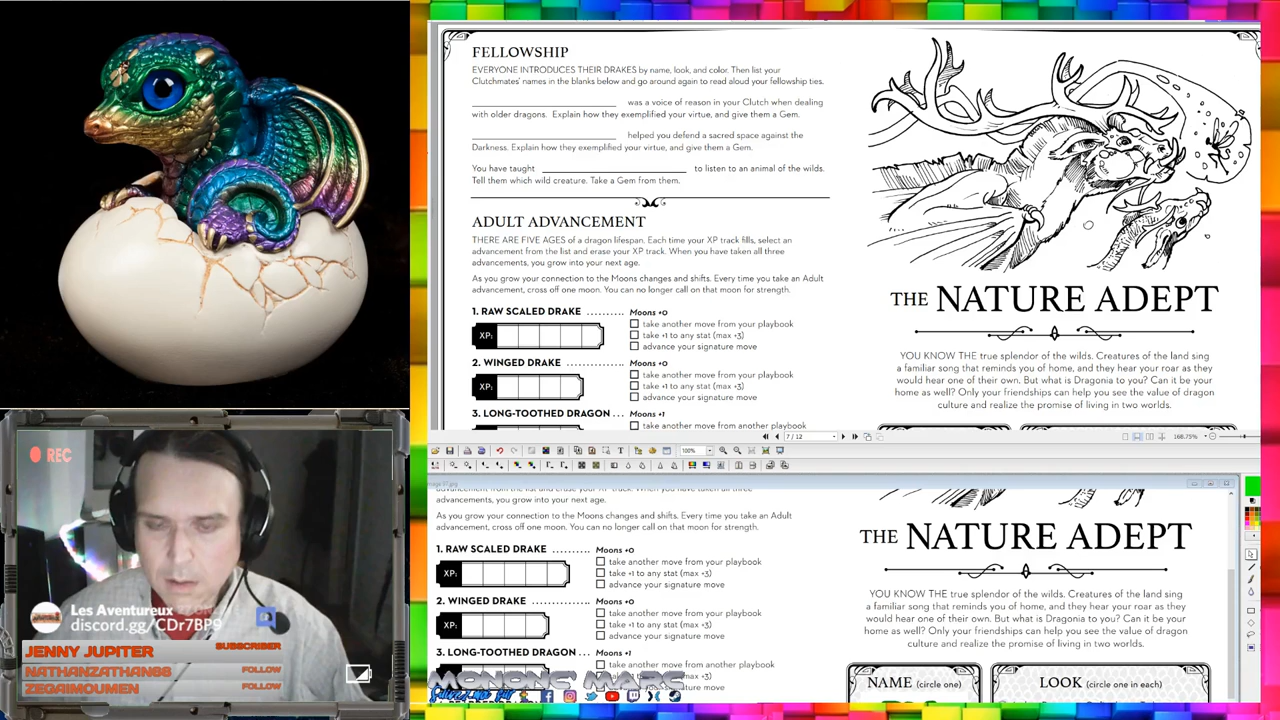 FELLOWSHIP
EVERYONE INTRODUCES THEIR DRAKES by name, look, and color. Then list your
Clutchmates' names in the blanks below and go around again to read aloud your fellowship ties.
was a voice of reason in your Clutch when dealing
with older dragons. Explain how they exemplified your virtue, and give them a Gem.
helped you defend a sacred space against the
Darkness. Explain how they exemplified your virtue, and give them a Gem.
You have taught to listen to an animal of the wilds.
Tell them which wild creature. Take a Gem from them.
ADULT ADVANCEMENT
THERE ARE FIVE AGES of a dragon lifespan. Each time your XP track fills, select an
advancement from the list and erase your XP track. When you have taken all three
advancements, you grow into your next age.
As you grow your connection to the Moons changes and shifts. Every time you take an Adult
advancement, cross off one moon. You can no longer call on that moon for strength.
1. RAW SCALED DRAKE .......... Moons +0
XP:
take another move from your playbook
take +1 to any stat (max +3)
advance your signature move
2. WINGED DRAKE ............... Moons +0
XP:
take another move from your playbook
take +1 to any stat (max +3)
advance your signature move
3. LONG-TOOTHED DRAGON ... Moons +1
take another move from another playbook
THE NATURE ADEPT
YOU KNOW THE true splendor of the wilds. Creatures of the land sing
a familiar song that reminds you of home, and they hear your roar as they
would hear one of their own. But what is Dragonia to you? Can it be your
home as well? Only your friendships can help you see the value of dragon
culture and realize the promise of living in two worlds.
7 / 12
168.75%
100%
advancements, you grow into your next age.
As you grow your connection to the Moons changes and shifts. Every time you take an Adult
advancement, cross off one moon. You can no longer call on that moon for strength.
1. RAW SCALED DRAKE .......... Moons +0
XP:
take another move from your playbook
take +1 to any stat (max +3)
advance your signature move
2. WINGED DRAKE ............... Moons +0
XP:
take another move from your playbook
take +1 to any stat (max +3)
advance your signature move
3. LONG-TOOTHED DRAGON ... Moons +1
take another move from another playbook
THE NATURE ADEPT
YOU KNOW THE true splendor of the wilds. Creatures of the land sing
a familiar song that reminds you of home, and they hear your roar as they
would hear one of their own. But what is Dragonia to you? Can it be your
home as well? Only your friendships can help you see the value of dragon
culture and realize the promise of living in two worlds.
NAME (circle one)
LOOK (circle one in each)
REC
Les Aventureux
discord.gg/CDr7BP9
JENNY JUPITER SUBSCRIBER
NATHANZATHAN66 FOLLOW
ZEGAIMOUMEN FOLLOW
MONONC' MARC